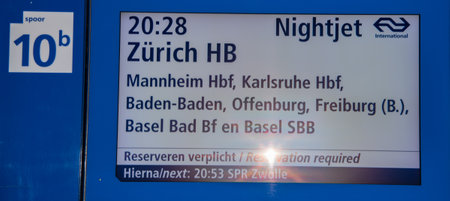 spoor
10b
20:28 Nightjet
International
Zürich HB
Mannheim Hbf, Karlsruhe Hbf,
Baden-Baden, Offenburg, Freiburg (B.),
Basel Bad Bf en Basel SBB
Reserveren verplicht / Reservation required
Hierna/next: 20:53 SPR Zwolle